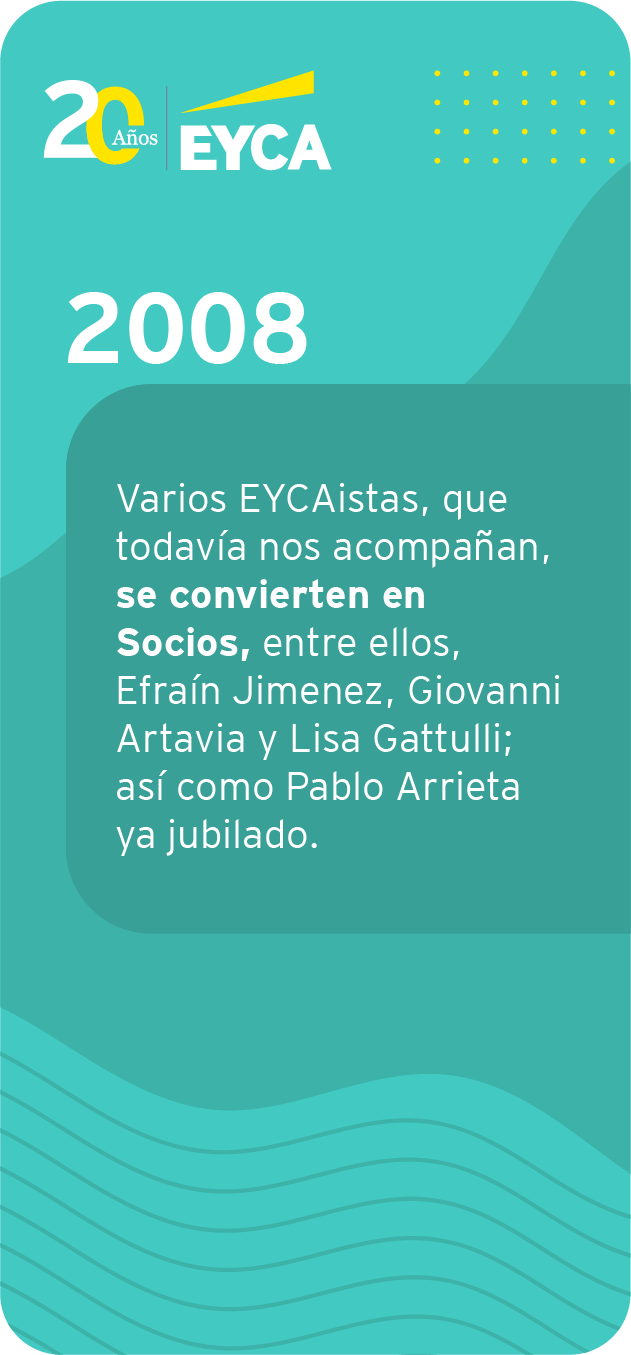 20 Años
EYCA
2008
Varios EYCAistas, que
todavía nos acompañan,
se convierten en
Socios, entre ellos,
Efraín Jimenez, Giovanni
Artavia y Lisa Gattulli;
así como Pablo Arrieta
ya jubilado.